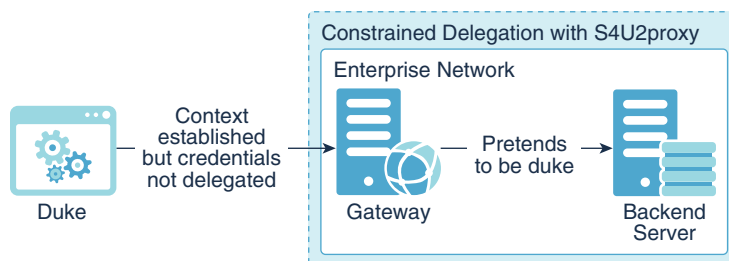 Constrained Delegation with S4U2proxy
Enterprise Network
Context
established
but credentials
not delegated
Pretends
to be duke
Duke
Gateway
Backend
Server